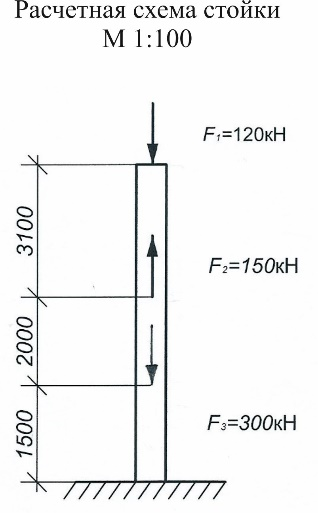 Расчетная схема стойки
М 1:100
F₁=120кН
3100
F₂=150кН
2000
1500
F₃=300кН